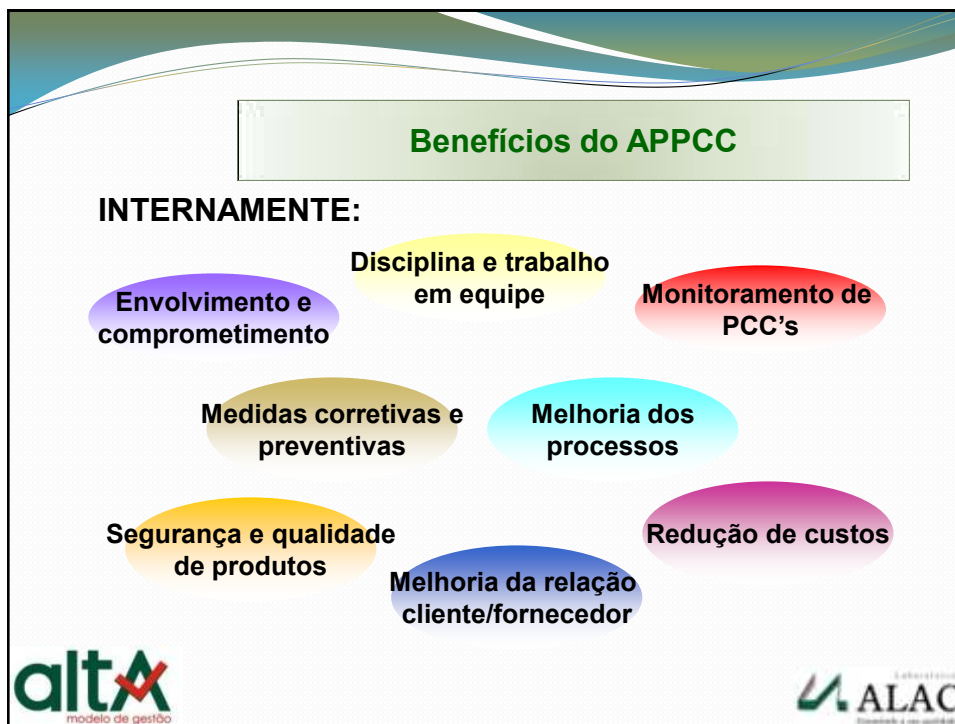 Benefícios do APPCC
INTERNAMENTE:
Disciplina e trabalho
em equipe
Envolvimento e
comprometimento
Monitoramento de
PCC’s
Medidas corretivas e
preventivas
Melhoria dos
processos
Segurança e qualidade
de produtos
Redução de custos
Melhoria da relação
cliente/fornecedor
alta
modelo de gestão
ALAC